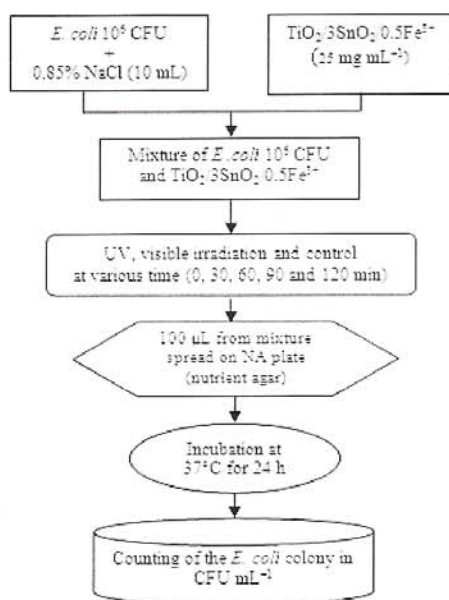 E. coli 10⁶ CFU
+
0.85% NaCl (10 mL)
TiO₂/3SnO₂ 0.5Fe³⁺
(25 mg mL⁻¹)
Mixture of E. coli 10⁶ CFU
and TiO₂/3SnO₂ 0.5Fe³⁺
UV, visible irradiation and control
at various time (0, 30, 60, 90 and 120 min)
100 µL from mixture
spread on NA plate
(nutrient agar)
Incubation at
37°C for 24 h
Counting of the E. coli colony in
CFU mL⁻¹